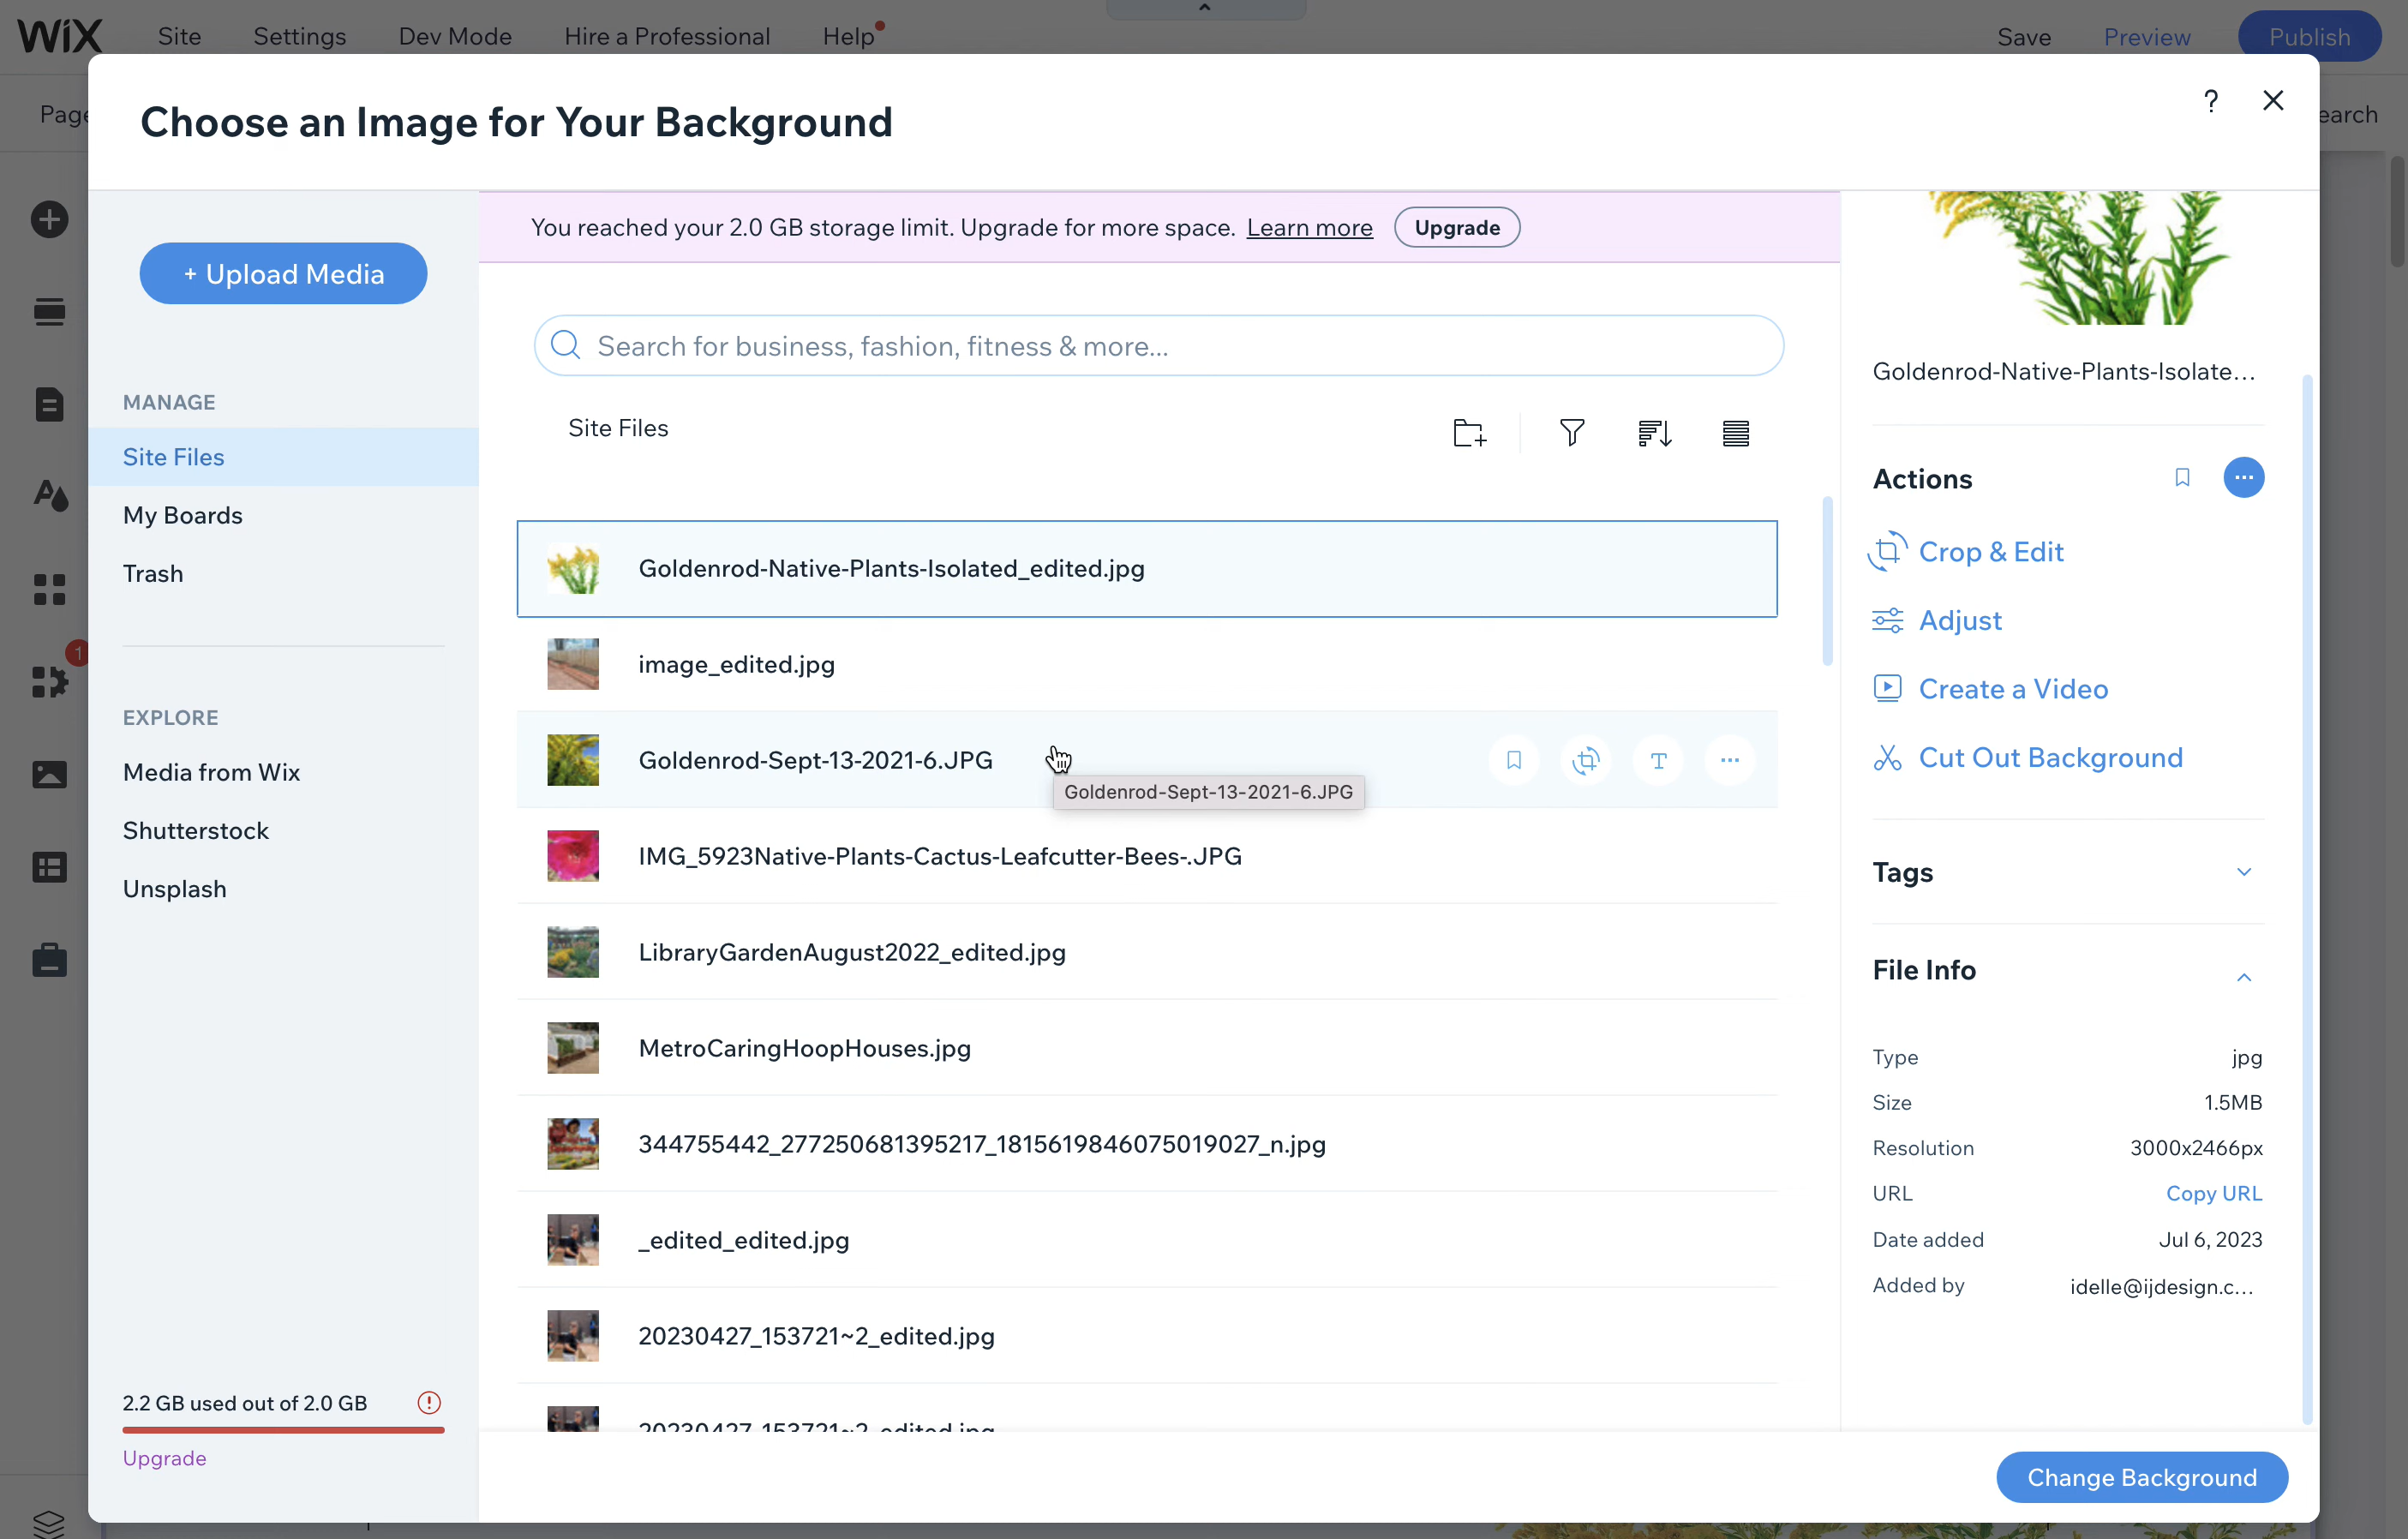 WiX Site Settings Dev Mode Hire a Professional Help Save Preview Publish
Page
earch
Choose an Image for Your Background ?
+ Upload Media
MANAGE
Site Files
My Boards
Trash
1
EXPLORE
Media from Wix
Shutterstock
Unsplash
2.2 GB used out of 2.0 GB
Upgrade
You reached your 2.0 GB storage limit. Upgrade for more space. Learn more Upgrade
Search for business, fashion, fitness & more...
Site Files
Goldenrod-Native-Plants-Isolated_edited.jpg
image_edited.jpg
Goldenrod-Sept-13-2021-6.JPG
T
Goldenrod-Sept-13-2021-6.JPG
IMG_5923Native-Plants-Cactus-Leafcutter-Bees-.JPG
LibraryGardenAugust2022_edited.jpg
MetroCaringHoopHouses.jpg
344755442_277250681395217_1815619846075019027_n.jpg
_edited_edited.jpg
20230427_153721~2_edited.jpg
20230427_153721~2_edited.jpg
Goldenrod-Native-Plants-Isolate...
Actions
Crop & Edit
Adjust
Create a Video
Cut Out Background
Tags
File Info
Type jpg
Size 1.5MB
Resolution 3000x2466px
URL Copy URL
Date added Jul 6, 2023
Added by idelle@ijdesign.c...
Change Background